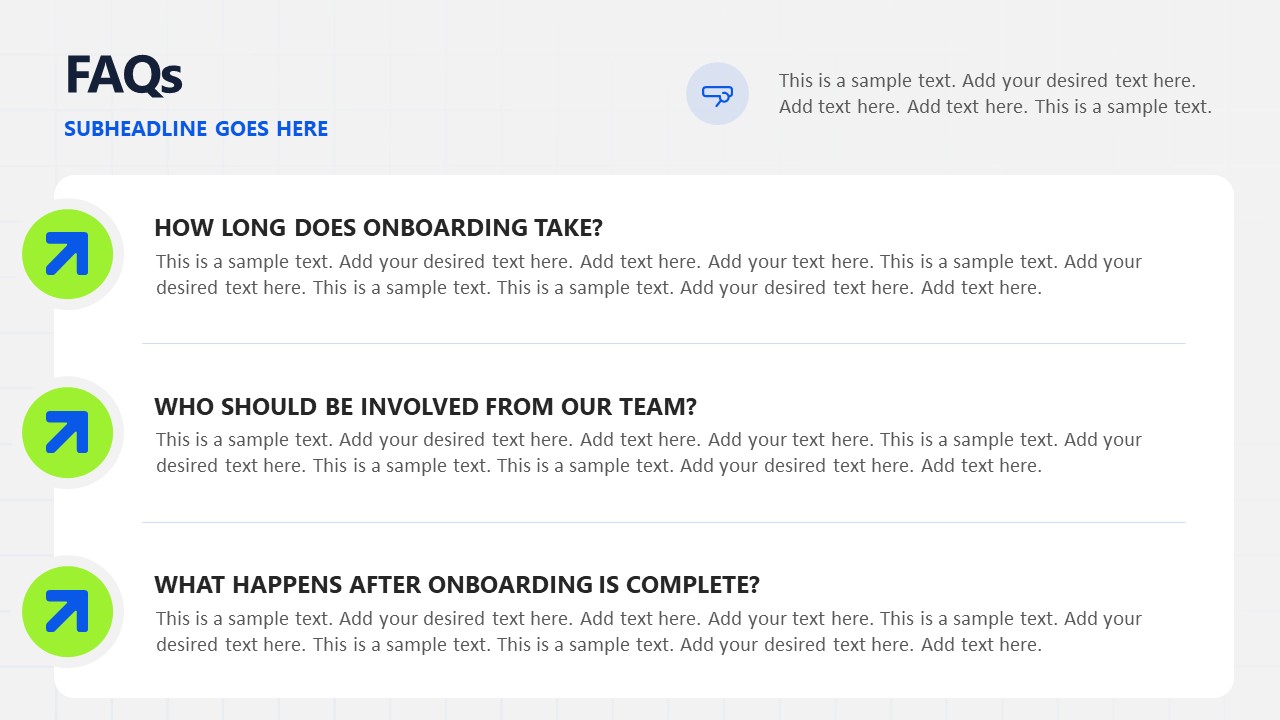 FAQs
SUBHEADLINE GOES HERE
This is a sample text. Add your desired text here.
Add text here. Add text here. This is a sample text.
HOW LONG DOES ONBOARDING TAKE?
This is a sample text. Add your desired text here. Add text here. Add your text here. This is a sample text. Add your
desired text here. This is a sample text. This is a sample text. Add your desired text here. Add text here.
WHO SHOULD BE INVOLVED FROM OUR TEAM?
This is a sample text. Add your desired text here. Add text here. Add your text here. This is a sample text. Add your
desired text here. This is a sample text. This is a sample text. Add your desired text here. Add text here.
WHAT HAPPENS AFTER ONBOARDING IS COMPLETE?
This is a sample text. Add your desired text here. Add text here. Add your text here. This is a sample text. Add your
desired text here. This is a sample text. This is a sample text. Add your desired text here. Add text here.